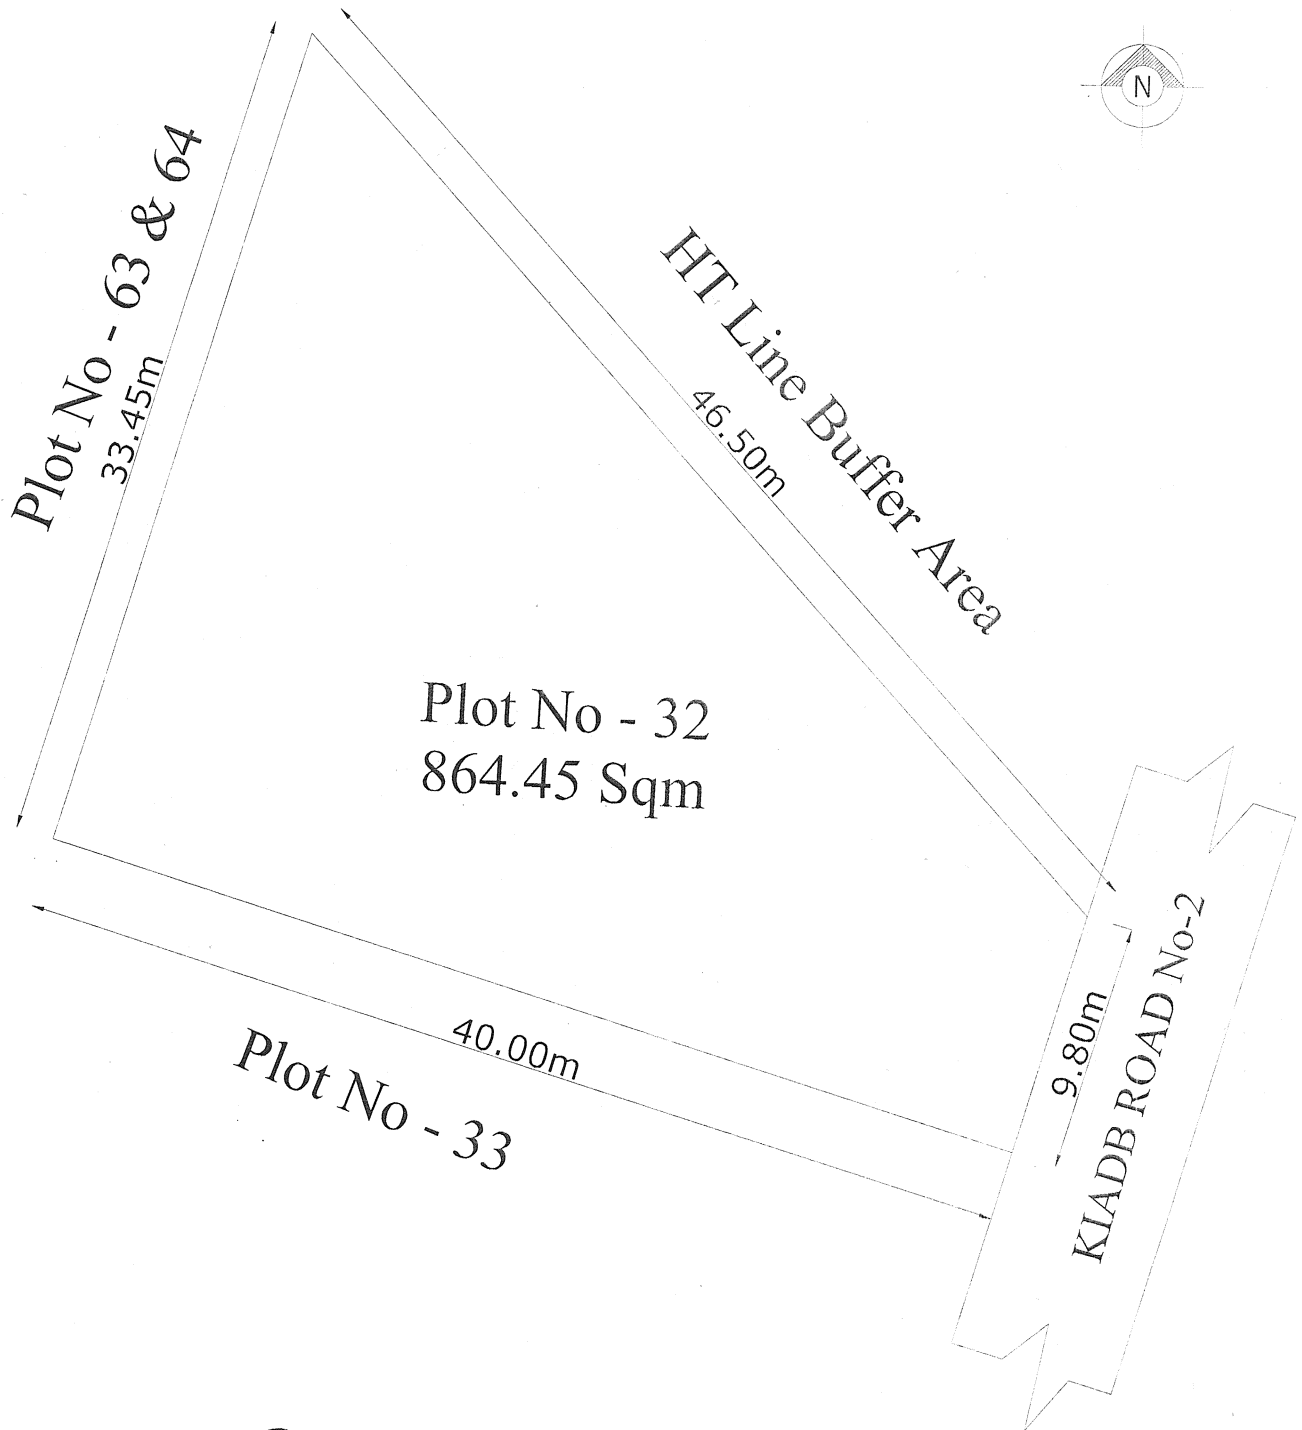 N
Plot No - 63 & 64
33.45m
HT Line Buffer Area
46.50m
Plot No - 32
864.45 Sqm
KIADB ROAD No-2
9.80m
40.00m
Plot No - 33